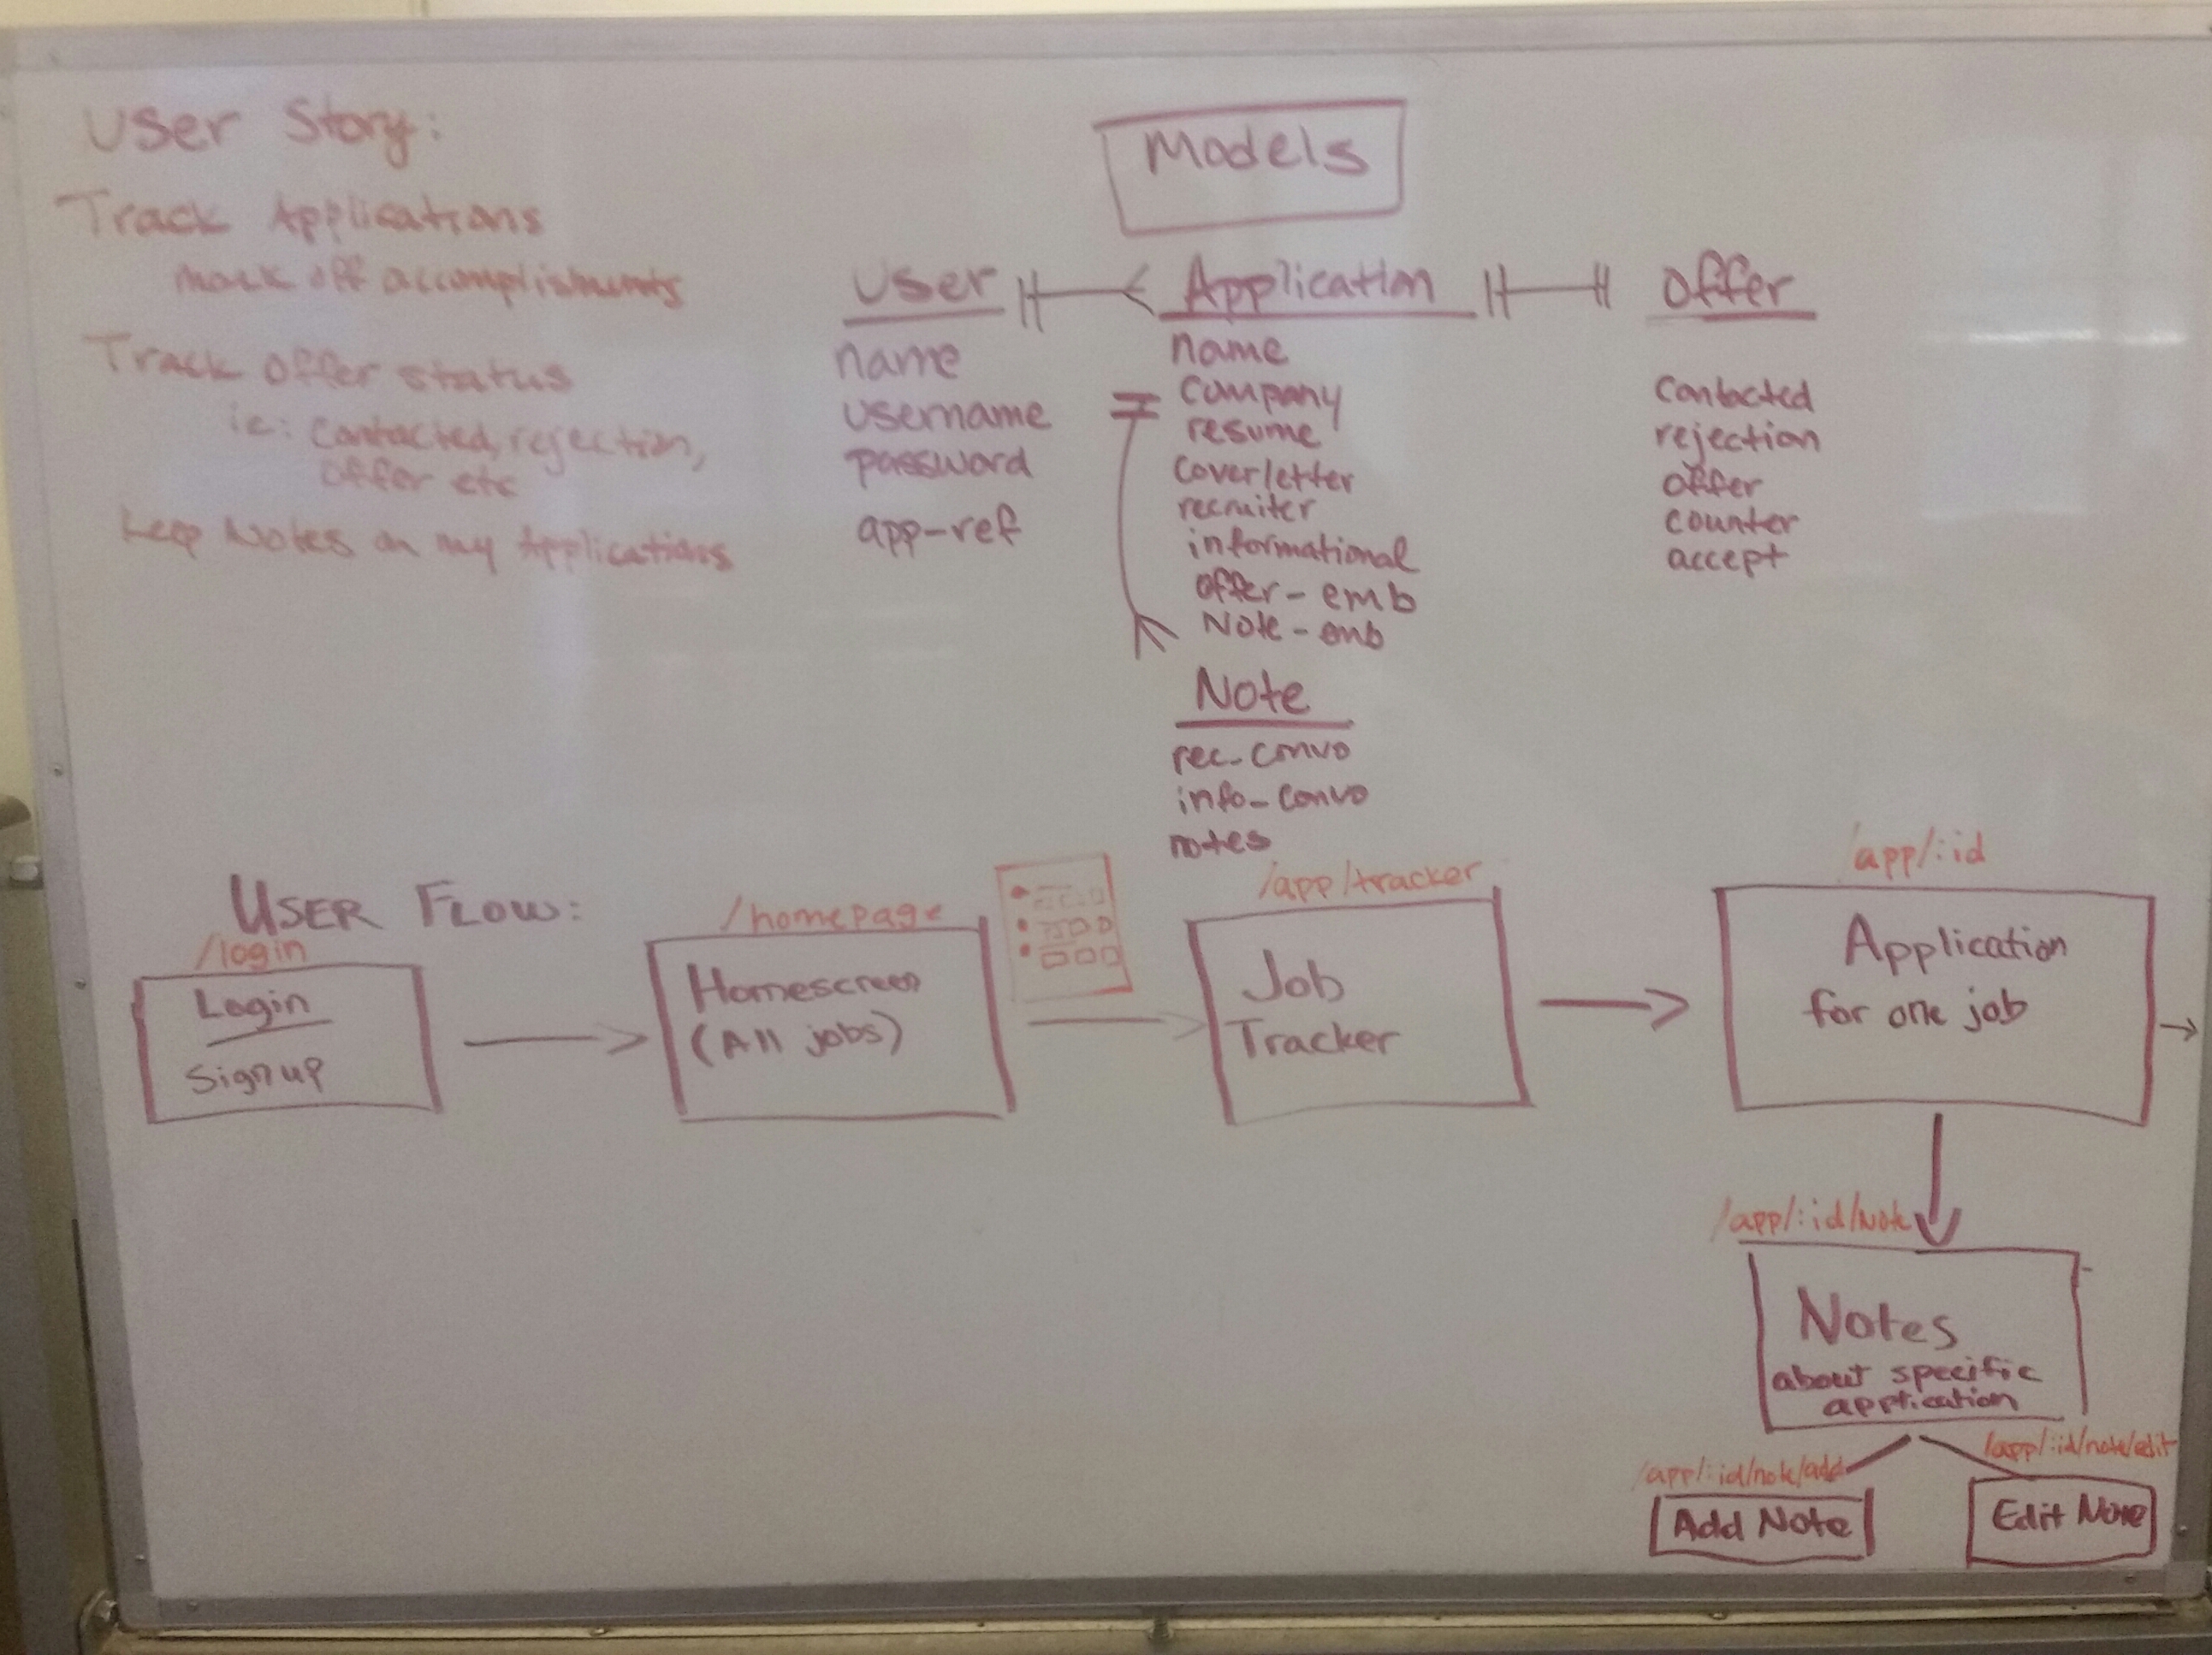 User Story:
Track Applications
mark off accomplishments
Track offer status
ie: contacted, rejection,
offer etc
keep Notes on my Applications
Models
User
name
username
password
app-ref
Application
name
company
resume
coverletter
recruiter
informational
offer-emb
Note-emb
offer
contacted
rejection
offer
counter
accept
Note
rec-convo
info-convo
notes
USER FLOW:
/login
Login
Signup
/homepage
Homescreen
(All jobs)
/app/tracker
Job
Tracker
/app/:id
Application
for one job
/app/:id/Note
Notes
about specific
application
/app/:id/note/add
Add Note
/app/:id/note/edit
Edit Note